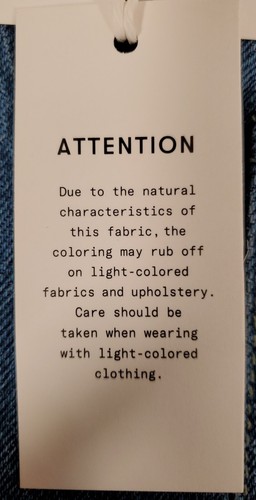 ATTENTION
Due to the natural
characteristics of
this fabric, the
coloring may rub off
on light-colored
fabrics and upholstery.
Care should be
taken when wearing
with light-colored
clothing.